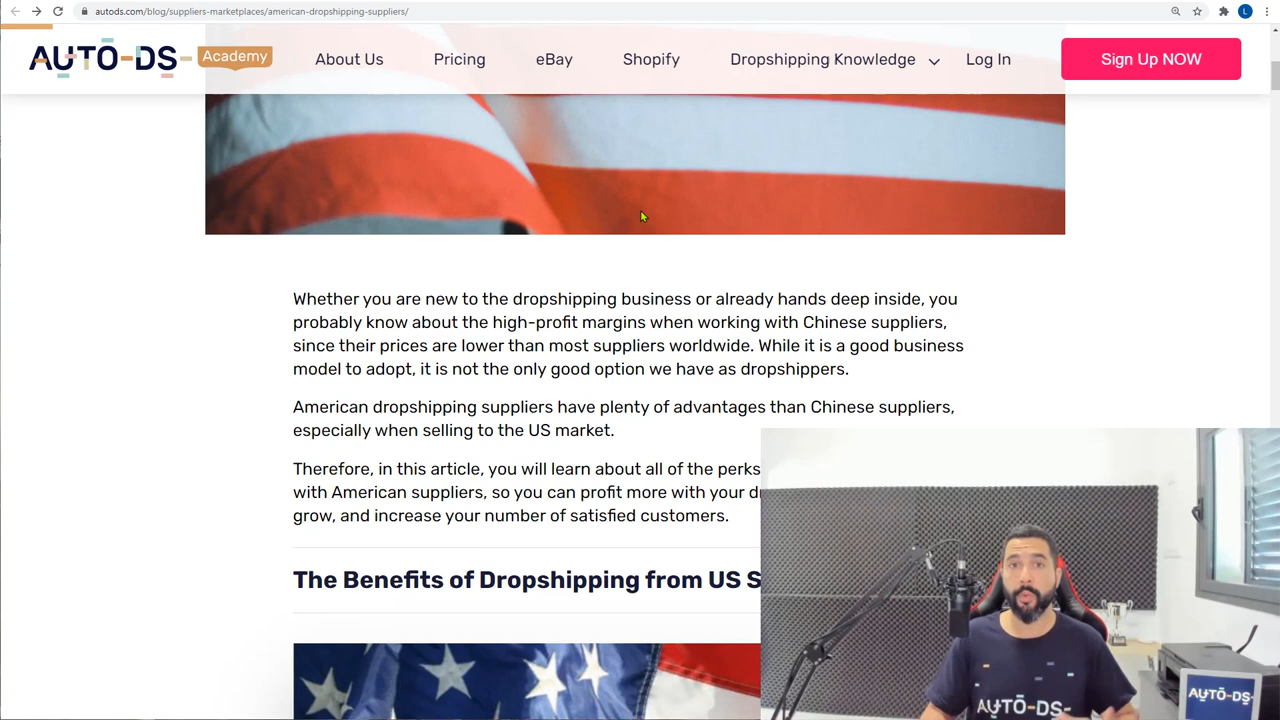 autods.com/blog/suppliers-marketplaces/american-dropshipping-suppliers/
L
AUTO-DS- Academy About Us Pricing eBay Shopify Dropshipping Knowledge Log In Sign Up NOW
Whether you are new to the dropshipping business or already hands deep inside, you
probably know about the high-profit margins when working with Chinese suppliers,
since their prices are lower than most suppliers worldwide. While it is a good business
model to adopt, it is not the only good option we have as dropshippers.
American dropshipping suppliers have plenty of advantages than Chinese suppliers,
especially when selling to the US market.
Therefore, in this article, you will learn about all of the perks
with American suppliers, so you can profit more with your
grow, and increase your number of satisfied customers.
The Benefits of Dropshipping from US
AUTO-DS-
AUTO-DS-